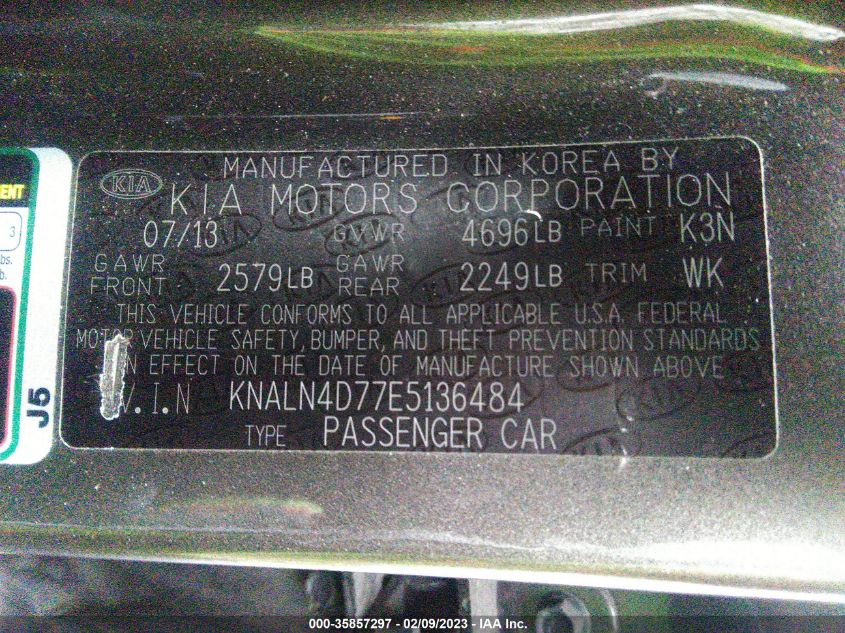 MANUFACTURED IN KOREA BY
KIA KIA MOTORS CORPORATION
07/13 GVWR 4696LB PAINT K3N
GAWR FRONT 2579LB GAWR REAR 2249LB TRIM WK
THIS VEHICLE CONFORMS TO ALL APPLICABLE U.S.A. FEDERAL
MOTOR VEHICLE SAFETY, BUMPER, AND THEFT PREVENTION STANDARDS
IN EFFECT ON THE DATE OF MANUFACTURE SHOWN ABOVE
V.I.N KNALN4D77E5136484
TYPE PASSENGER CAR
J5
3
000-35857297 - 02/09/2023 - IAA Inc.